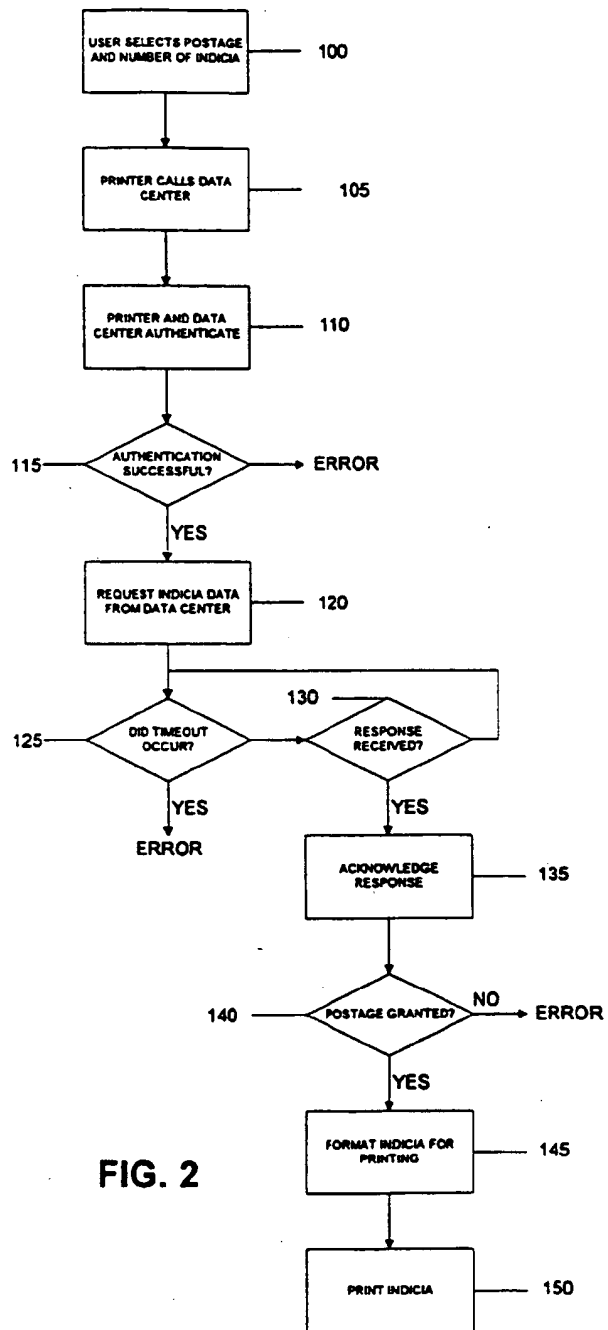 USER SELECTS POSTAGE
AND NUMBER OF INDICIA
100
PRINTER CALLS DATA
CENTER
105
PRINTER AND DATA
CENTER AUTHENTICATE
110
115
AUTHENTICATION
SUCCESSFUL?
ERROR
YES
REQUEST INDICIA DATA
FROM DATA CENTER
120
130
125
DID TIMEOUT
OCCUR?
RESPONSE
RECEIVED?
YES
YES
ERROR
ACKNOWLEDGE
RESPONSE
135
140
POSTAGE GRANTED?
NO
ERROR
YES
FORMAT INDICIA FOR
PRINTING
145
FIG. 2
PRINT INDICIA
150